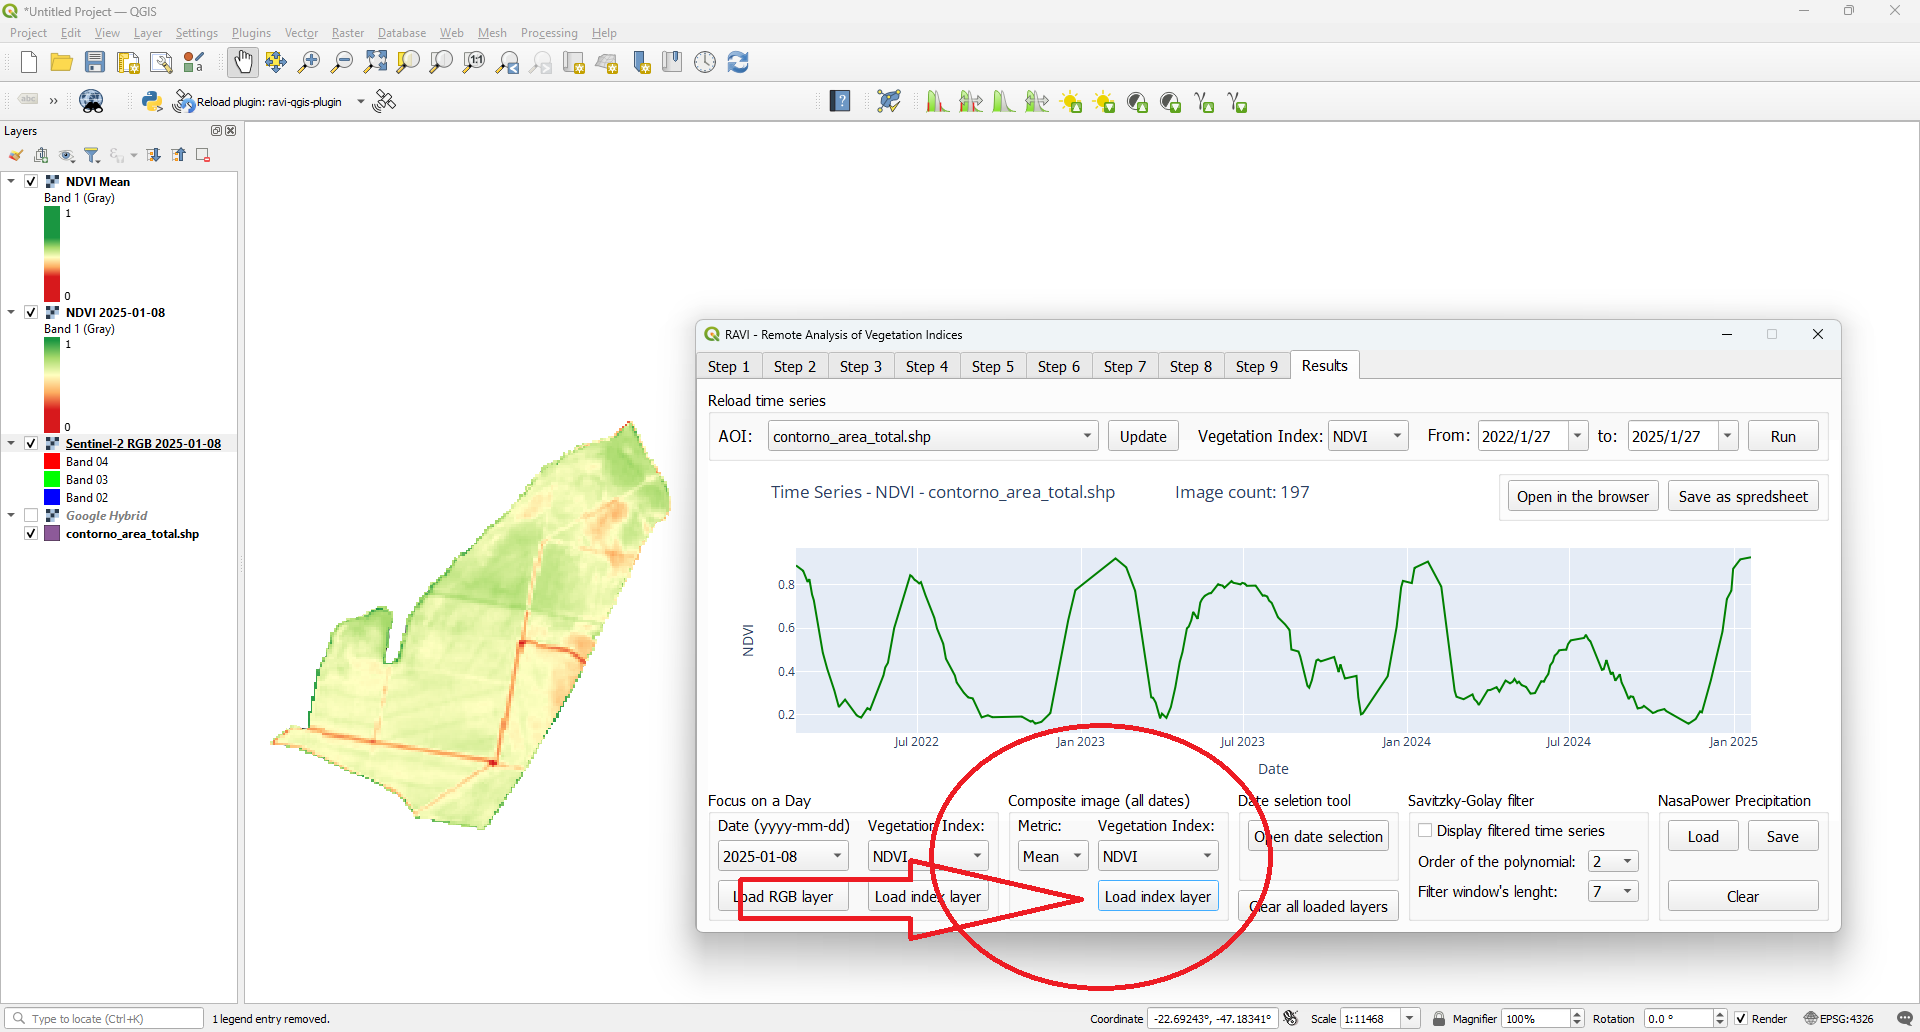 *Untitled Project — QGIS
Project Edit View Layer Settings Plugins Vector Raster Database Web Mesh Processing Help
abc » Reload plugin: ravi-qgis-plugin
Layers
NDVI Mean
Band 1 (Gray)
1
0
NDVI 2025-01-08
Band 1 (Gray)
1
0
Sentinel-2 RGB 2025-01-08
Band 04
Band 03
Band 02
Google Hybrid
contorno_area_total.shp
RAVI - Remote Analysis of Vegetation Indices
Step 1 Step 2 Step 3 Step 4 Step 5 Step 6 Step 7 Step 8 Step 9 Results
Reload time series
AOI: contorno_area_total.shp Update Vegetation Index: NDVI From: 2022/1/27 to: 2025/1/27 Run
Time Series - NDVI - contorno_area_total.shp Image count: 197 Open in the browser Save as spredsheet
0.8
0.6
0.4
0.2
NDVI
Jul 2022 Jan 2023 Jul 2023 Jan 2024 Jul 2024 Jan 2025
Date
Focus on a Day
Date (yyyy-mm-dd) Vegetation Index:
2025-01-08 NDVI
Load RGB layer Load index layer
Composite image (all dates)
Metric: Vegetation Index:
Mean NDVI
Load index layer
Date seletion tool
Open date selection
Clear all loaded layers
Savitzky-Golay filter
Display filtered time series
Order of the polynomial: 2
Filter window's lenght: 7
NasaPower Precipitation
Load Save
Clear
Type to locate (Ctrl+K) 1 legend entry removed. Coordinate -22.69243°, -47.18341° Scale 1:11468 Magnifier 100% Rotation 0.0 ° Render EPSG:4326